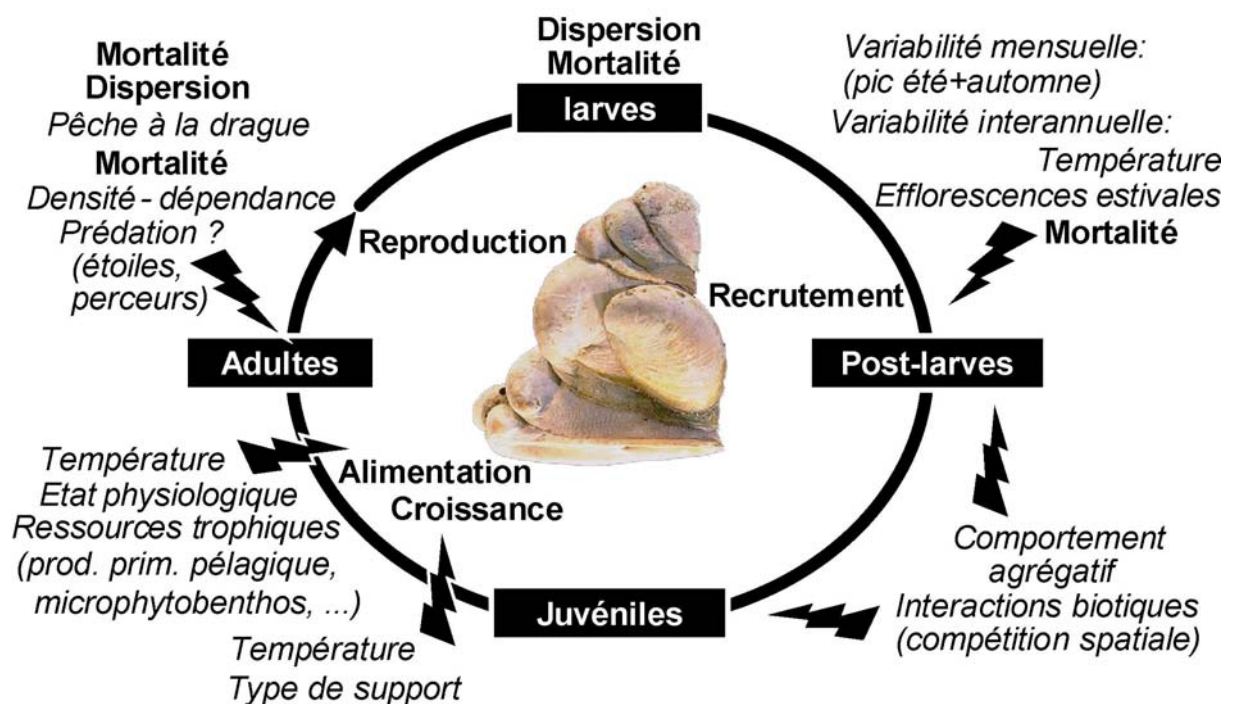 Dispersion
Mortalité
larves
Mortalité
Dispersion
Pêche à la drague
Mortalité
Densité - dépendance
Prédation ?
(étoiles,
perceurs)
Variabilité mensuelle:
(pic été+automne)
Variabilité interannuelle:
Température
Efflorescences estivales
Mortalité
Reproduction
Recrutement
Adultes
Post-larves
Température
Etat physiologique
Ressources trophiques
(prod. prim. pélagique,
microphytobenthos, ...)
Alimentation
Croissance
Comportement
agrégatif
Interactions biotiques
(compétition spatiale)
Juvéniles
Température
Type de support